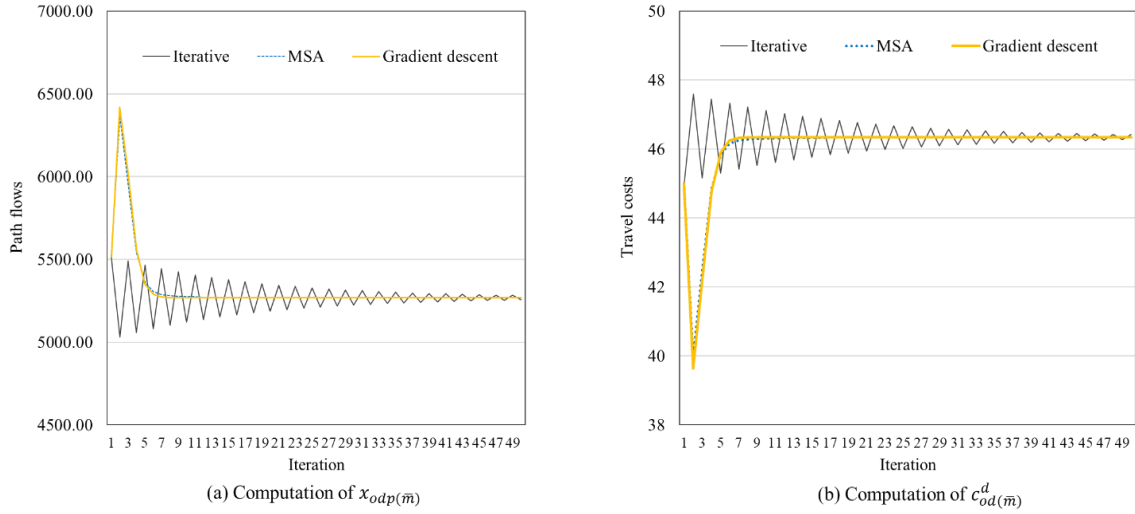 7000.00
6500.00
6000.00
5500.00
5000.00
4500.00
Path flows
Iterative MSA Gradient descent
1 3 5 7 9 11 13 15 17 19 21 23 25 27 29 31 33 35 37 39 41 43 45 47 49
Iteration
(a) Computation of x_{odp(m̄)}
50
48
46
44
42
40
38
Travel costs
Iterative MSA Gradient descent
1 3 5 7 9 11 13 15 17 19 21 23 25 27 29 31 33 35 37 39 41 43 45 47 49
Iteration
(b) Computation of c^{d}_{od(m̄)}